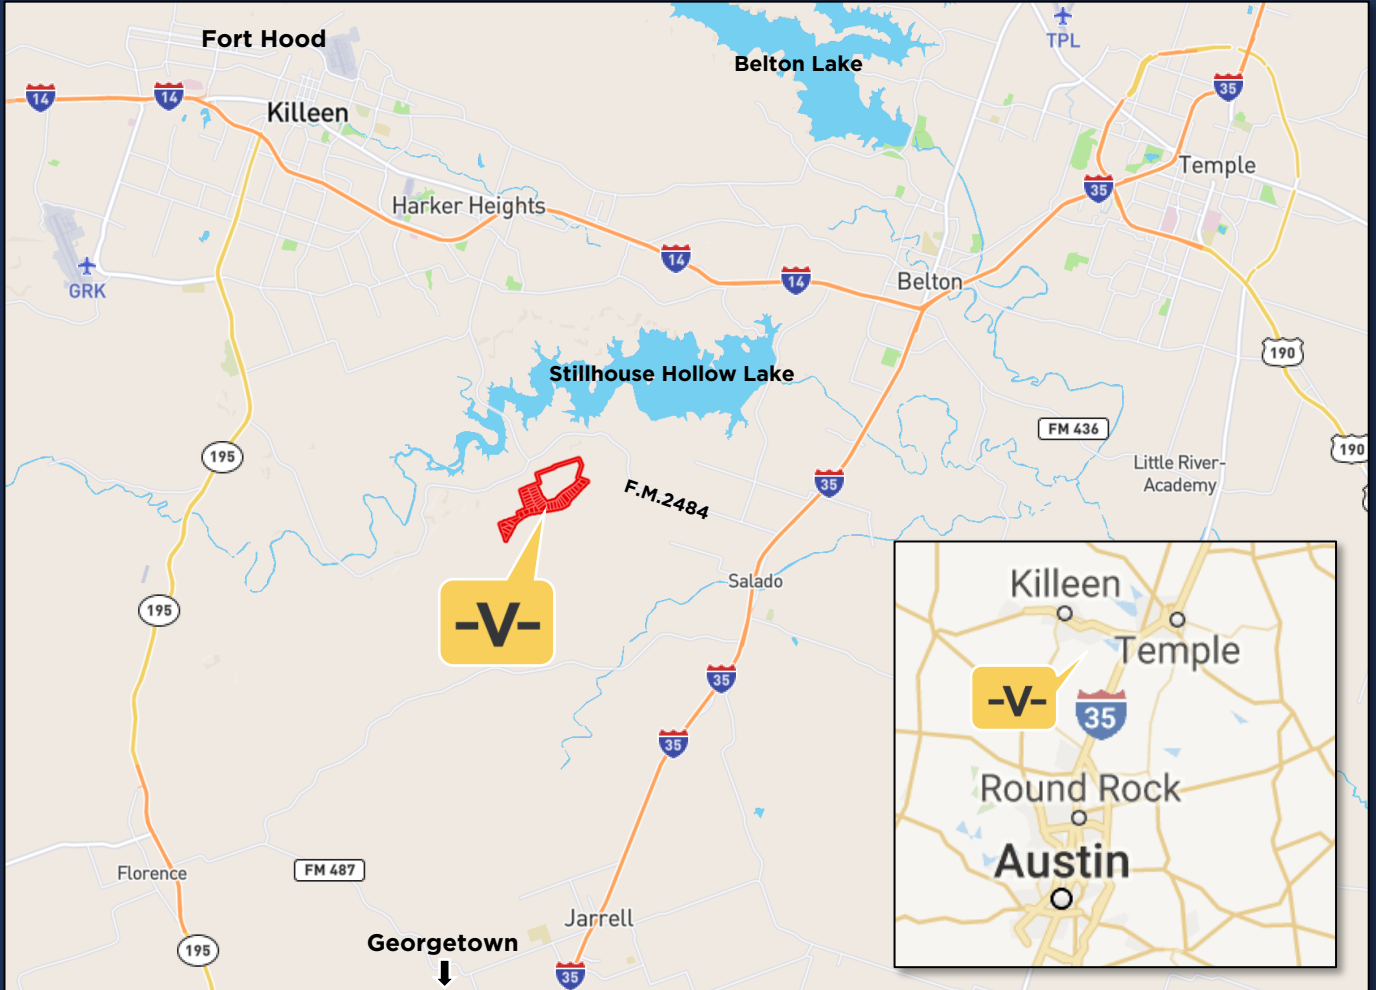 Fort Hood
Belton Lake
TPL
14
14
35
Killeen
Temple
35
Harker Heights
14
14
Belton
GRK
190
Stillhouse Hollow Lake
FM 436
195
190
Little River-
Academy
35
F.M.2484
Salado
195
-V-
35
35
Florence
FM 487
Jarrell
195
Georgetown
35
Killeen
Temple
-V-
35
Round Rock
Austin